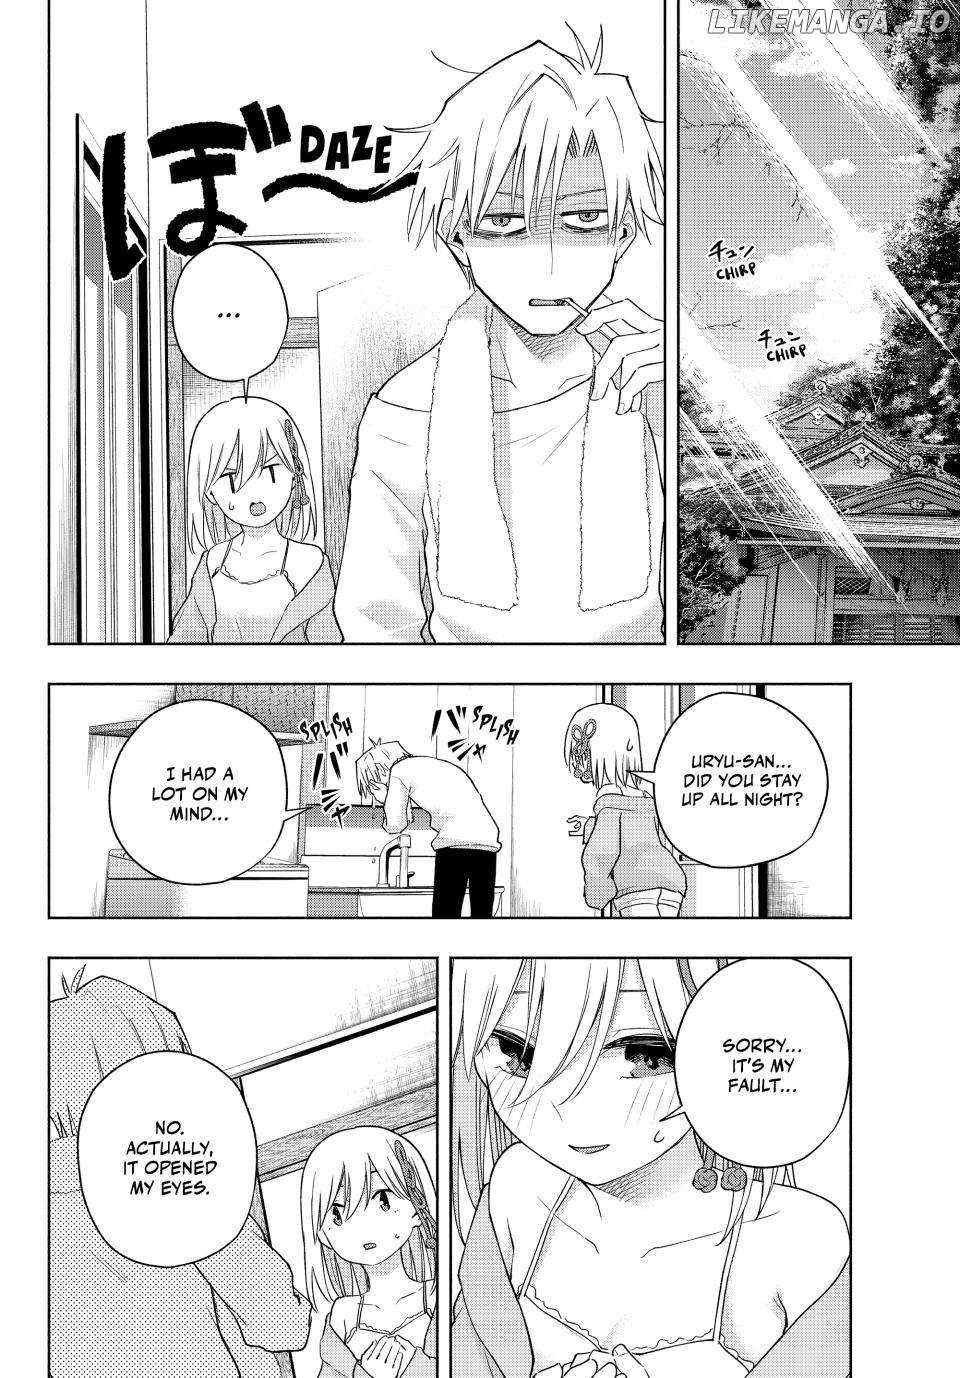 LIKEMANGA.IO
チュン
CHIRP
チュン
CHIRP
ぼ〜
DAZE
...
URYU-SAN...
DID YOU STAY
UP ALL NIGHT?
バ
SPLISH
バ
SPLISH
I HAD A
LOT ON MY
MIND...
SORRY...
IT'S MY
FAULT...
NO.
ACTUALLY,
IT OPENED
MY EYES.